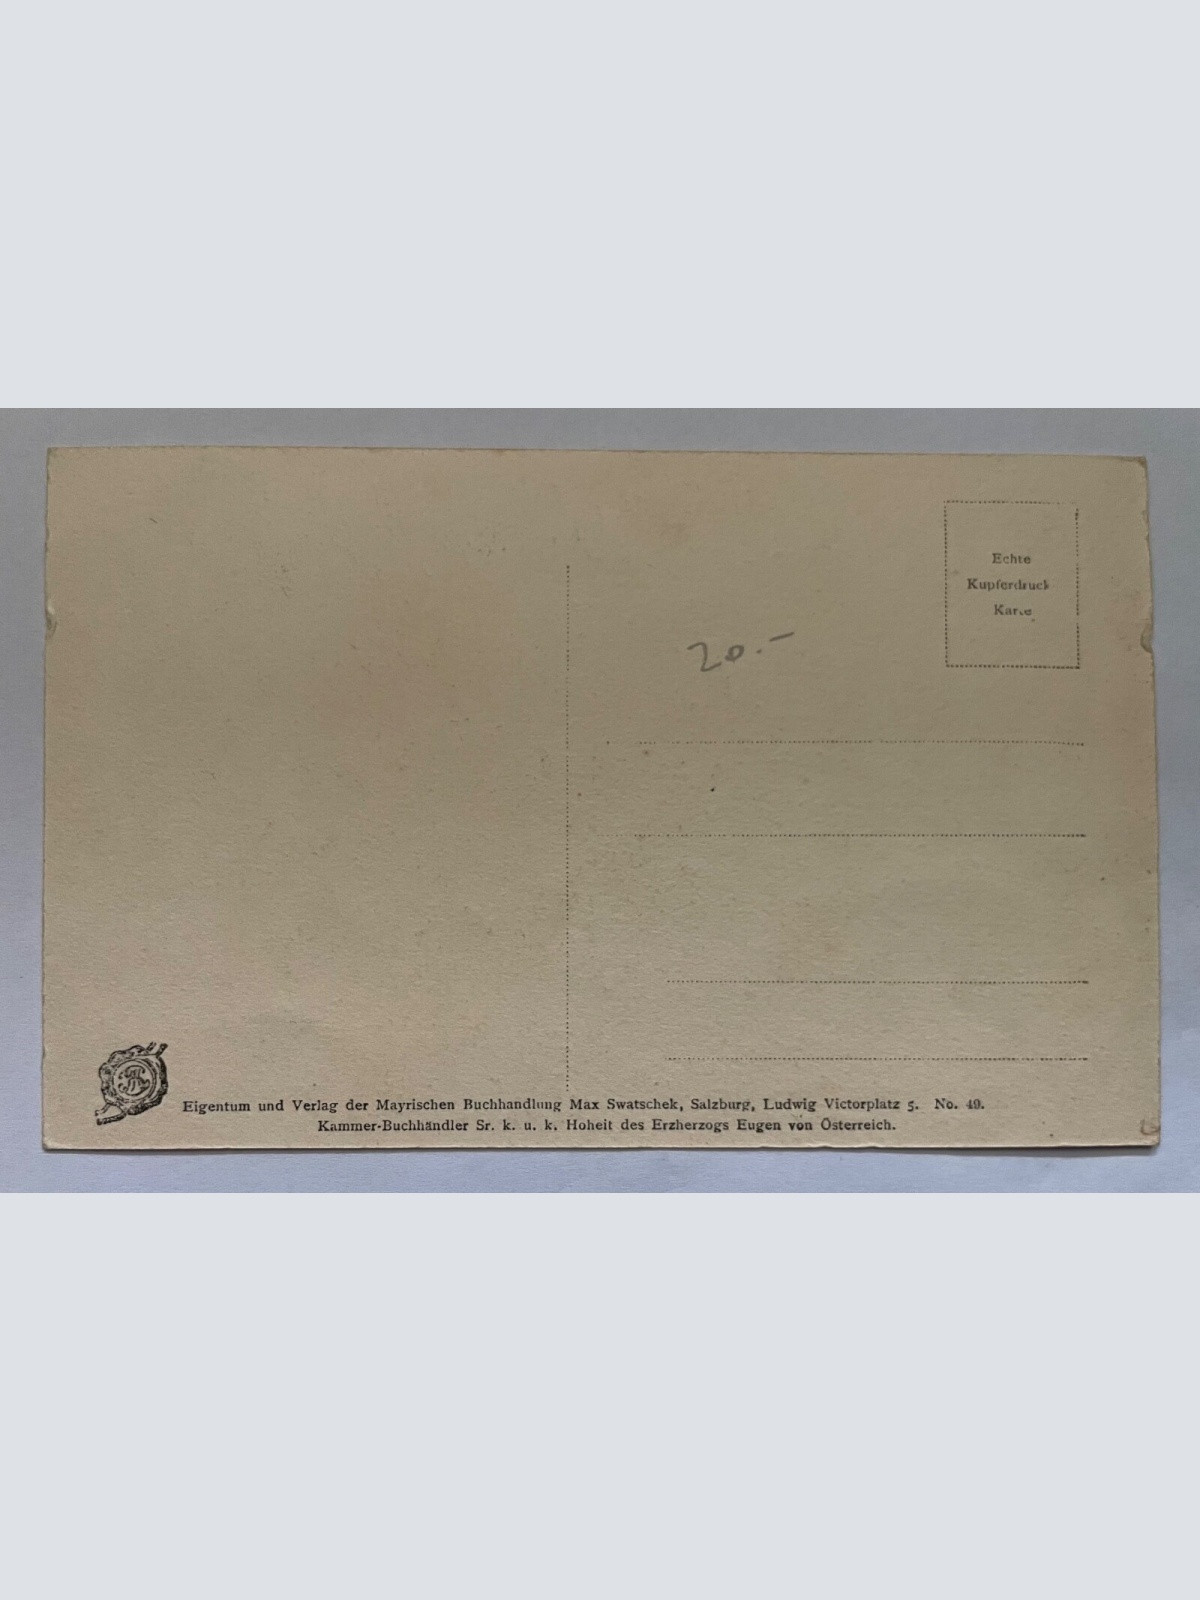 Echte
Kupferdruck
Karte
20.-
Eigentum und Verlag der Mayrischen Buchhandlung Max Swatschek, Salzburg, Ludwig Victorplatz 5. No. 49.
Kammer-Buchhändler Sr. k. u. k. Hoheit des Erzherzogs Eugen von Österreich.